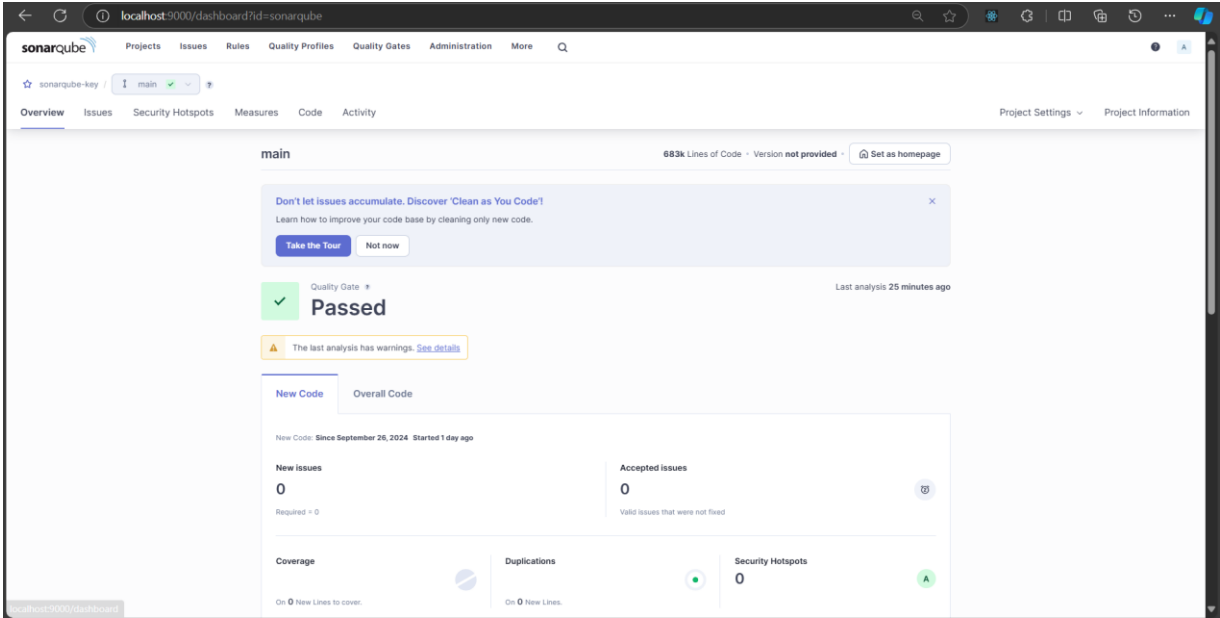 localhost:9000/dashboard?id=sonarqube
sonarqube Projects Issues Rules Quality Profiles Quality Gates Administration More A
sonarqube-key / main ?
Overview Issues Security Hotspots Measures Code Activity Project Settings Project Information
main 683k Lines of Code • Version not provided • Set as homepage
Don't let issues accumulate. Discover 'Clean as You Code'!
Learn how to improve your code base by cleaning only new code.
Take the Tour Not now
Quality Gate Last analysis 25 minutes ago
Passed
The last analysis has warnings. See details
New Code Overall Code
New Code: Since September 26, 2024 Started 1 day ago
New issues Accepted issues
0 0
Required = 0 Valid issues that were not fixed
Coverage Duplications Security Hotspots
0 A
On 0 New Lines to cover. On 0 New Lines.
localhost:9000/dashboard